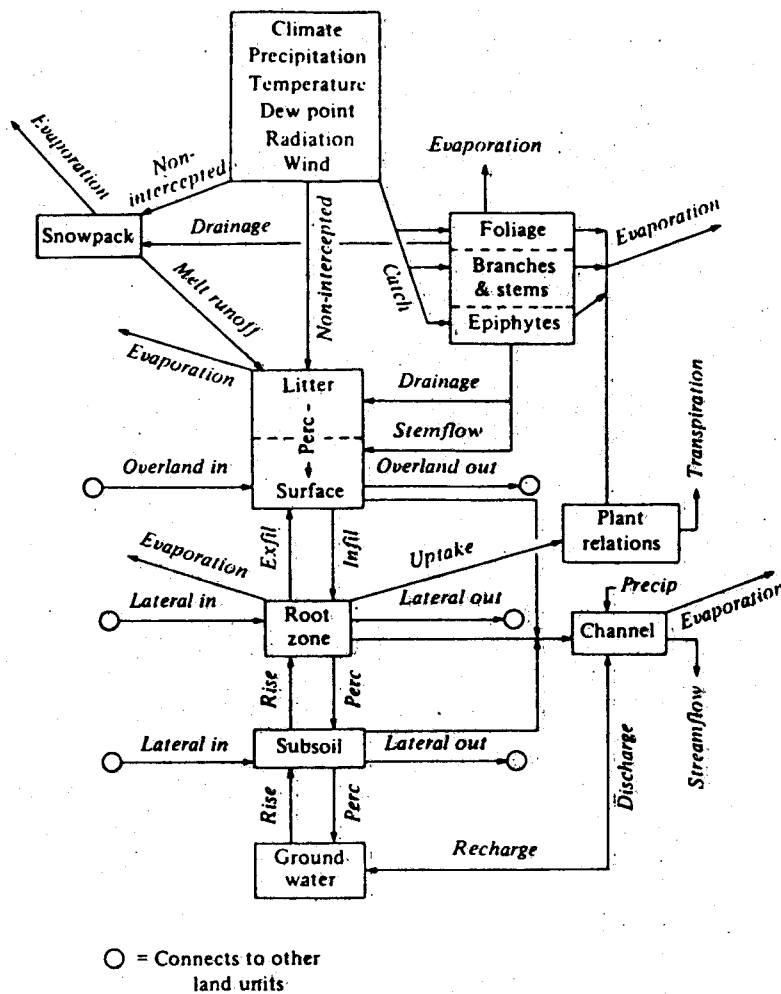 Climate
Precipitation
Temperature
Dew point
Radiation
Wind
Evaporation
Non-
intercepted
Evaporation
Snowpack
Drainage
Foliage
Evaporation
Branches
& stems
Catch
Non-intercepted
Melt runoff
Epiphytes
Evaporation
Litter
Drainage
Perc
Stemflow
Transpiration
Overland in
Overland out
Surface
Plant
relations
Exfil
Infil
Uptake
Evaporation
Precip
Lateral in
Root
zone
Lateral out
Channel
Evaporation
Rise
Perc
Streamflow
Lateral in
Subsoil
Lateral out
Discharge
Rise
Perc
Ground
water
Recharge
= Connects to other
land units